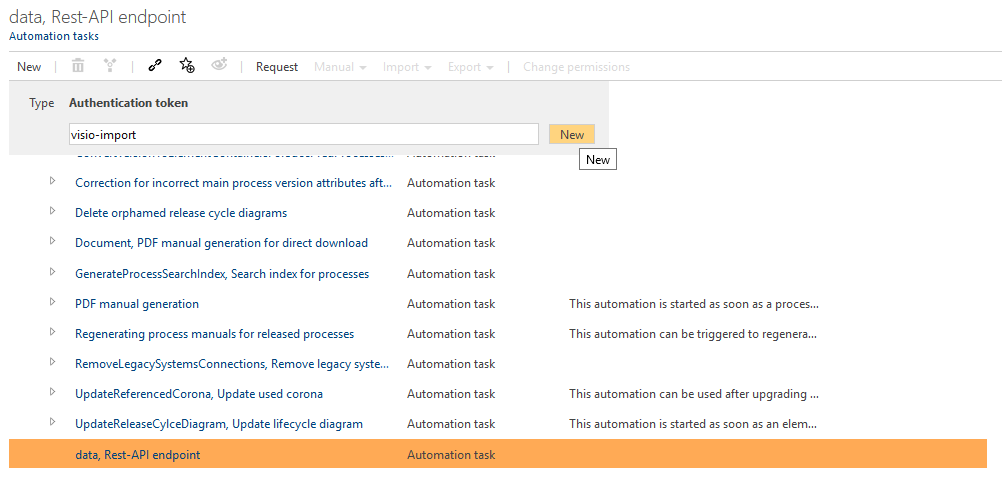 data, Rest-API endpoint
Automation tasks
New Request Manual Import Export Change permissions
Type Authentication token
visio-import New
New
Automation task
Correction for incorrect main process version attributes aft... Automation task
Delete orphamed release cycle diagrams Automation task
Document, PDF manual generation for direct download Automation task
GenerateProcessSearchIndex, Search index for processes Automation task
PDF manual generation Automation task This automation is started as soon as a proces...
Regenerating process manuals for released processes Automation task This automation can be triggered to regenera...
RemoveLegacySystemsConnections, Remove legacy syste... Automation task
UpdateReferencedCorona, Update used corona Automation task This automation can be used after upgrading ...
UpdateReleaseCylceDiagram, Update lifecycle diagram Automation task This automation is started as soon as an elem...
data, Rest-API endpoint Automation task